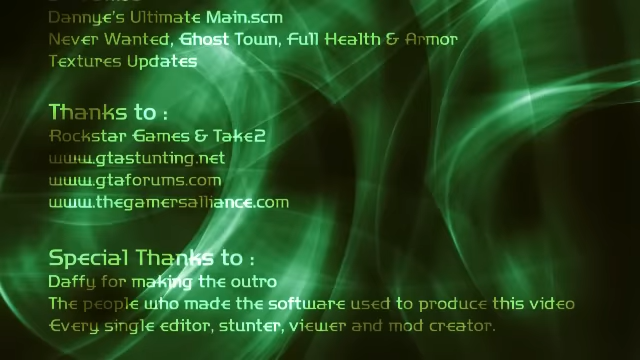 Dannye's Ultimate Main.scm
Never Wanted, Ghost Town, Full Health & Armor
Textures Updates
Thanks to :
Rockstar Games & Take2
www.gtastunting.net
www.gtaforums.com
www.thegamersalliance.com
Special Thanks to :
Daffy for making the outro
The people who made the software used to produce this video
Every single editor, stunter, viewer and mod creator.